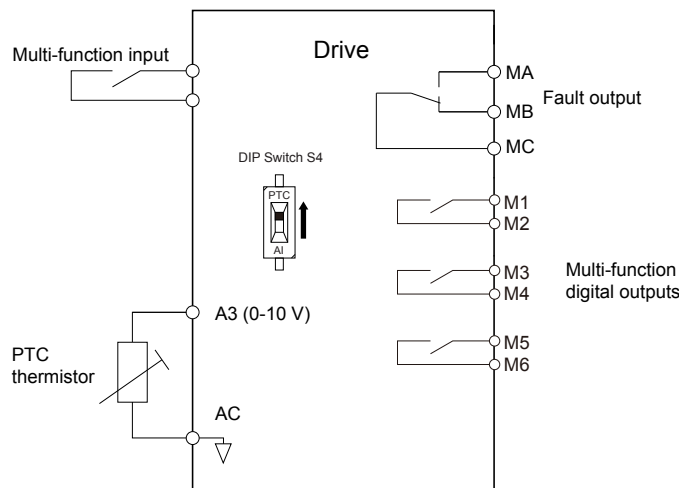 Drive
Multi-function input
MA
Fault output
MB
MC
DIP Switch S4
PTC
AI
M1
M2
M3
Multi-function
M4
digital outputs
A3 (0-10 V)
M5
PTC
thermistor
M6
AC